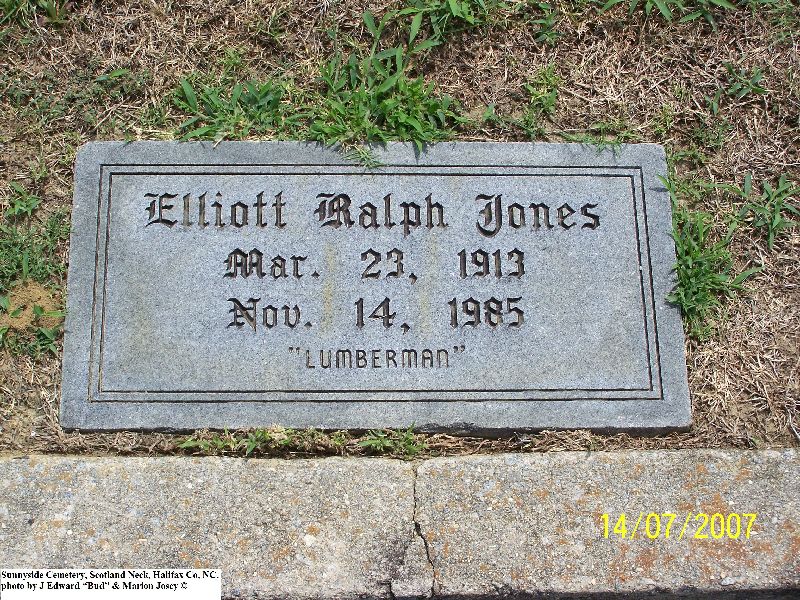 Elliott Ralph Jones
Mar. 23, 1913
Nov. 14, 1985
"LUMBERMAN"
14/07/2007
Sunnyside Cemetery, Scotland Neck, Halifax Co, NC.
photo by J Edward "Bud" & Marion Josey ©